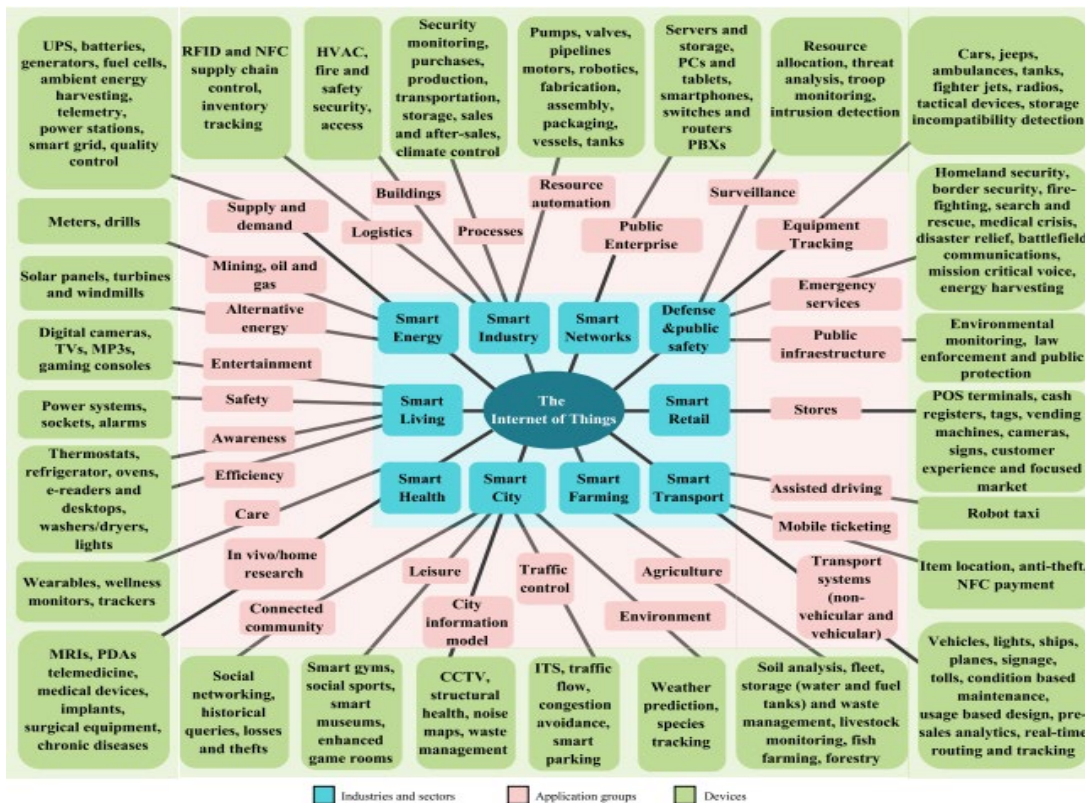 UPS, batteries,
generators, fuel cells,
ambient energy
harvesting,
telemetry,
power stations,
smart grid, quality
control
RFID and NFC
supply chain
control,
inventory
tracking
HVAC,
fire and
safety
security,
access
Security
monitoring,
purchases,
production,
transportation,
storage, sales
and after-sales,
climate control
Pumps, valves,
pipelines
motors, robotics,
fabrication,
assembly,
packaging,
vessels, tanks
Servers and
storage,
PCs and
tablets,
smartphones,
switches and
routers
PBXs
Resource
allocation, threat
analysis, troop
monitoring,
intrusion detection
Cars, jeeps,
ambulances, tanks,
fighter jets, radios,
tactical devices, storage
incompatibility detection
Meters, drills
Solar panels, turbines
and windmills
Digital cameras,
TVs, MP3s,
gaming consoles
Power systems,
sockets, alarms
Thermostats,
refrigerator, ovens,
e-readers and
desktops,
washers/dryers,
lights
Wearables, wellness
monitors, trackers
MRIs, PDAs
telemedicine,
medical devices,
implants,
surgical equipment,
chronic diseases
Supply and
demand
Logistics
Buildings
Processes
Resource
automation
Public
Enterprise
Surveillance
Equipment
Tracking
Mining, oil and
gas
Alternative
energy
Entertainment
Safety
Awareness
Efficiency
Care
In vivo/home
research
Connected
community
Leisure
City
information
model
Traffic
control
Agriculture
Environment
Emergency
services
Public
infraestructure
Stores
Assisted driving
Mobile ticketing
Transport
systems
(non-
vehicular and
vehicular)
Smart
Energy
Smart
Industry
Smart
Networks
Defense
&public
safety
Smart
Living
The
Internet of Things
Smart
Retail
Smart
Health
Smart
City
Smart
Farming
Smart
Transport
Homeland security,
border security, fire-
fighting, search and
rescue, medical crisis,
disaster relief, battlefield
communications,
mission critical voice,
energy harvesting
Environmental
monitoring, law
enforcement and public
protection
POS terminals, cash
registers, tags, vending
machines, cameras,
signs, customer
experience and focused
market
Robot taxi
Item location, anti-theft,
NFC payment
Vehicles, lights, ships,
planes, signage,
tolls, condition based
maintenance,
usage based design, pre-
sales analytics, real-time
routing and tracking
Social
networking,
historical
queries, losses
and thefts
Smart gyms,
social sports,
smart
museums,
enhanced
game rooms
CCTV,
structural
health, noise
maps, waste
management
ITS, traffic
flow,
congestion
avoidance,
smart
parking
Weather
prediction,
species
tracking
Soil analysis, fleet,
storage (water and fuel
tanks) and waste
management, livestock
monitoring, fish
farming, forestry
Industries and sectors
Application groups
Devices